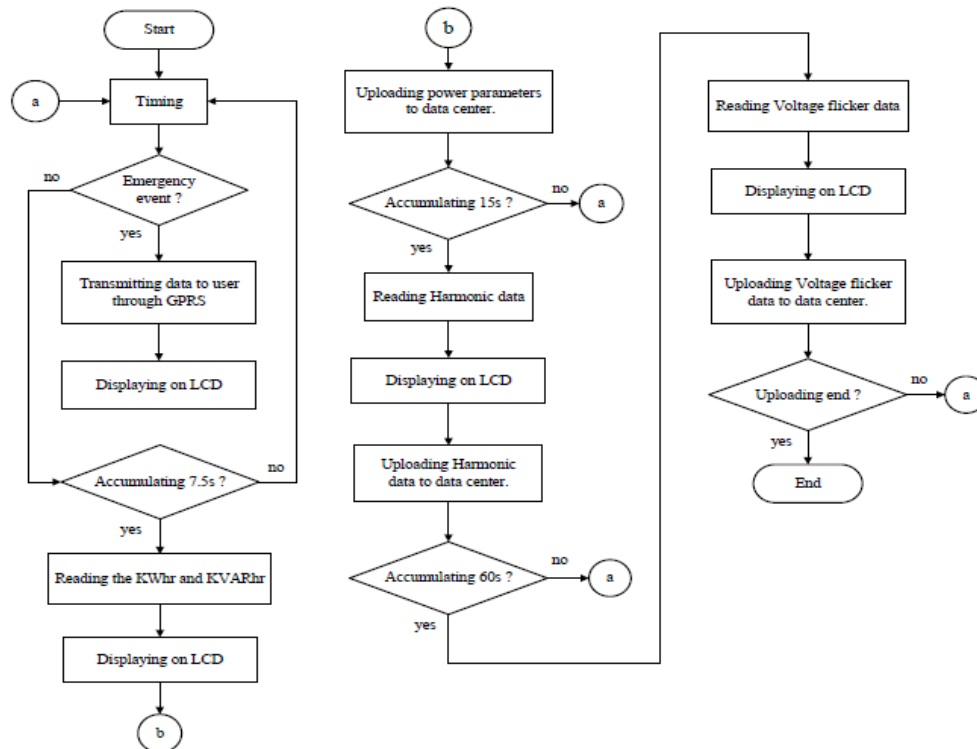 Start
a
Timing
Emergency
event ?
no
yes
Transmitting data to user
through GPRS
Displaying on LCD
Accumulating 7.5s ?
no
yes
Reading the KWhr and KVARhr
Displaying on LCD
b
b
Uploading power parameters
to data center.
Accumulating 15s ?
no
a
yes
Reading Harmonic data
Displaying on LCD
Uploading Harmonic
data to data center.
Accumulating 60s ?
no
a
yes
Reading Voltage flicker data
Displaying on LCD
Uploading Voltage flicker
data to data center.
Uploading end ?
no
a
yes
End